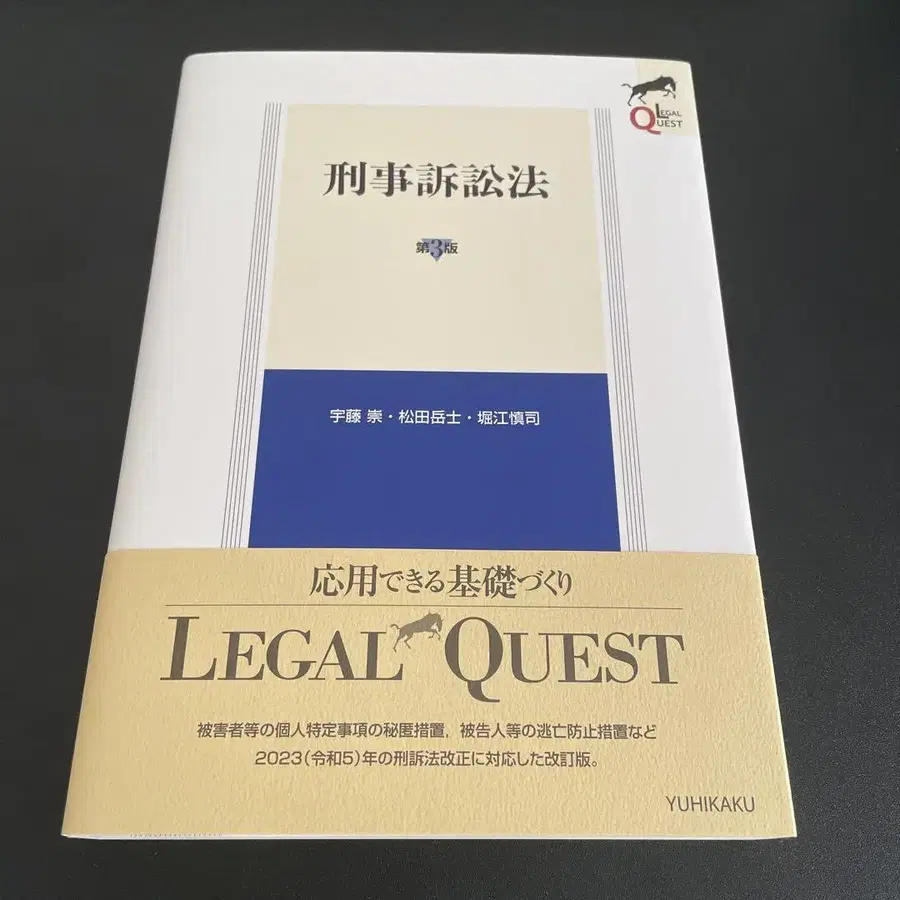 LEGAL
QUEST
刑事訴訟法
第3版
宇藤 崇・松田岳士・堀江慎司
応用できる基礎づくり
LEGAL QUEST
被害者等の個人特定事項の秘匿措置，被告人等の逃亡防止措置など
2023（令和5）年の刑訴法改正に対応した改訂版。
YUHIKAKU